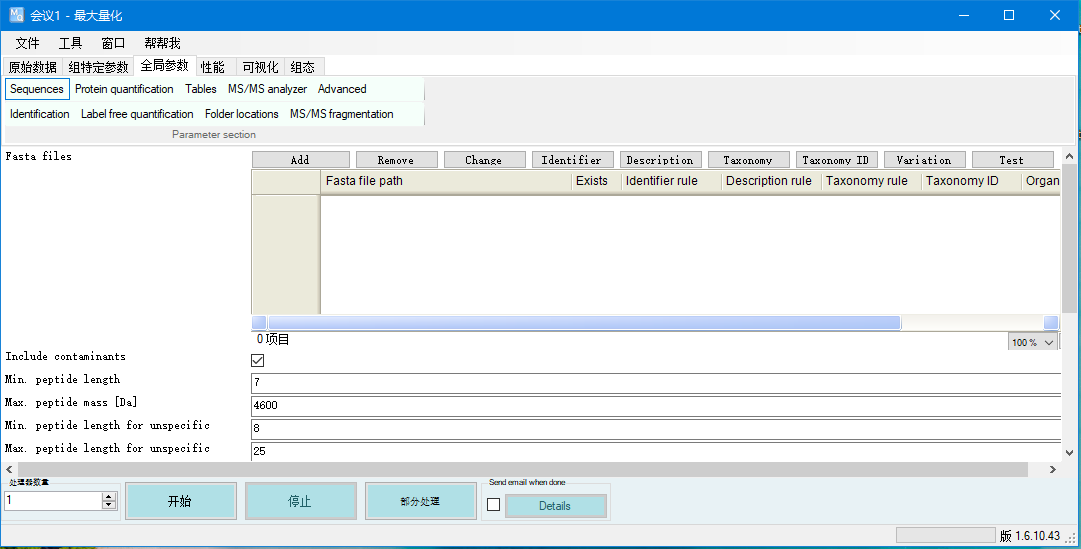 会议1 - 最大量化
文件 工具 窗口 帮帮我
原始数据 组特定参数 全局参数 性能 可视化 组态
Sequences Protein quantification Tables MS/MS analyzer Advanced
Identification Label free quantification Folder locations MS/MS fragmentation
Parameter section
Fasta files
Add Remove Change Identifier Description Taxonomy Taxonomy ID Variation Test
Fasta file path Exists Identifier rule Description rule Taxonomy rule Taxonomy ID Organ
0 项目
100 %
Include contaminants
Min. peptide length 7
Max. peptide mass [Da] 4600
Min. peptide length for unspecific 8
Max. peptide length for unspecific 25
处理器数量
1
开始 停止 部分处理
Send email when done
Details
版 1.6.10.43